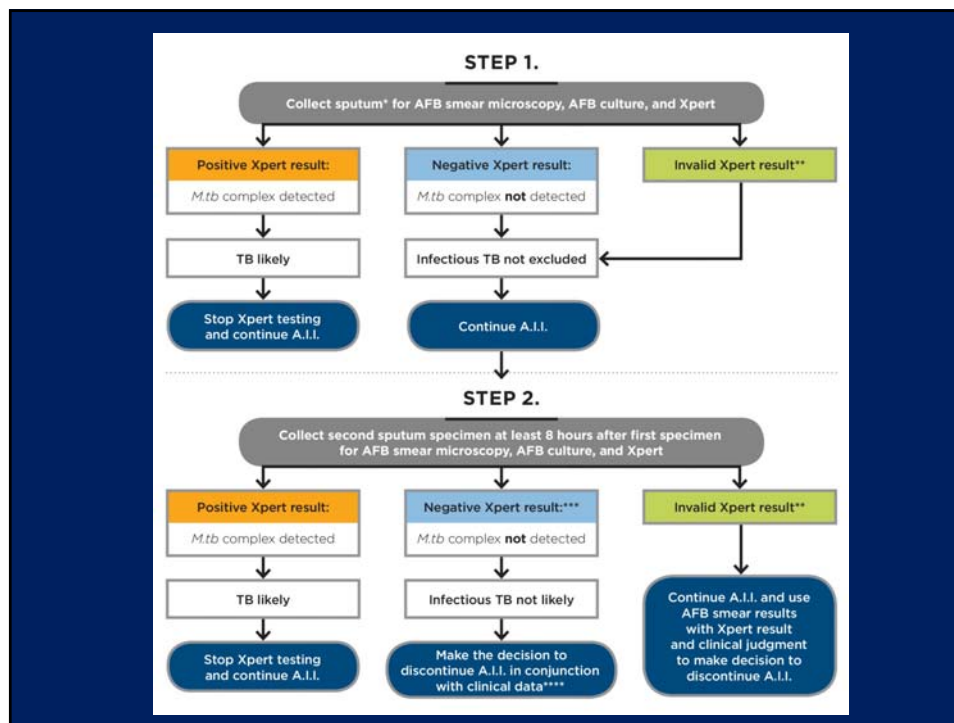 STEP 1.
Collect sputum* for AFB smear microscopy, AFB culture, and Xpert
Positive Xpert result:
M.tb complex detected
TB likely
Stop Xpert testing
and continue A.I.I.
Negative Xpert result:
M.tb complex not detected
Infectious TB not excluded
Continue A.I.I.
Invalid Xpert result**
STEP 2.
Collect second sputum specimen at least 8 hours after first specimen
for AFB smear microscopy, AFB culture, and Xpert
Positive Xpert result:
M.tb complex detected
TB likely
Stop Xpert testing
and continue A.I.I.
Negative Xpert result:***
M.tb complex not detected
Infectious TB not likely
Make the decision to
discontinue A.I.I. in conjunction
with clinical data****
Invalid Xpert result**
Continue A.I.I. and use
AFB smear results
with Xpert result
and clinical judgment
to make decision to
discontinue A.I.I.